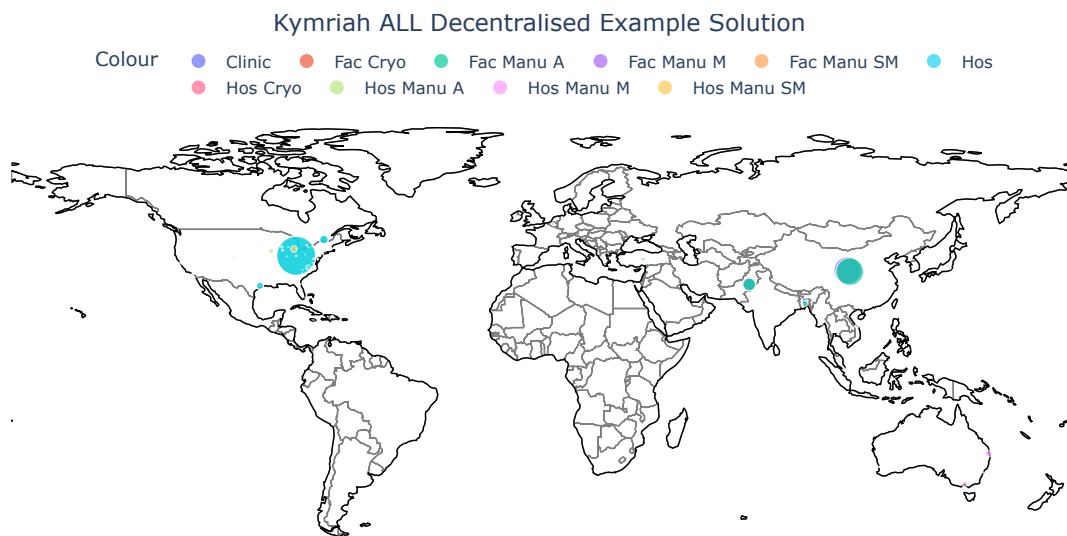 Kymriah ALL Decentralised Example Solution
Colour Clinic Fac Cryo Fac Manu A Fac Manu M Fac Manu SM Hos
Hos Cryo Hos Manu A Hos Manu M Hos Manu SM